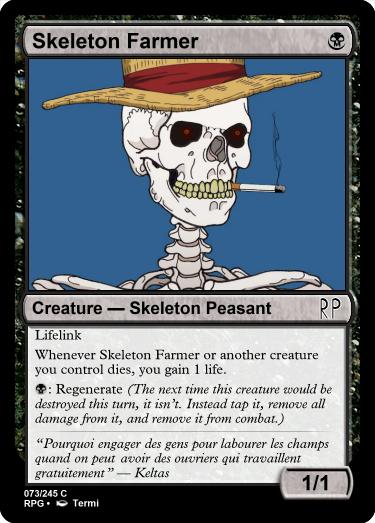 Skeleton Farmer
Creature — Skeleton Peasant
RP
Lifelink
Whenever Skeleton Farmer or another creature
you control dies, you gain 1 life.
: Regenerate (The next time this creature would be
destroyed this turn, it isn't. Instead tap it, remove all
damage from it, and remove it from combat.)
“Pourquoi engager des gens pour labourer les champs
quand on peut avoir des ouvriers qui travaillent
gratuitement” — Keltas
1/1
073/245 C
RPG • Termi